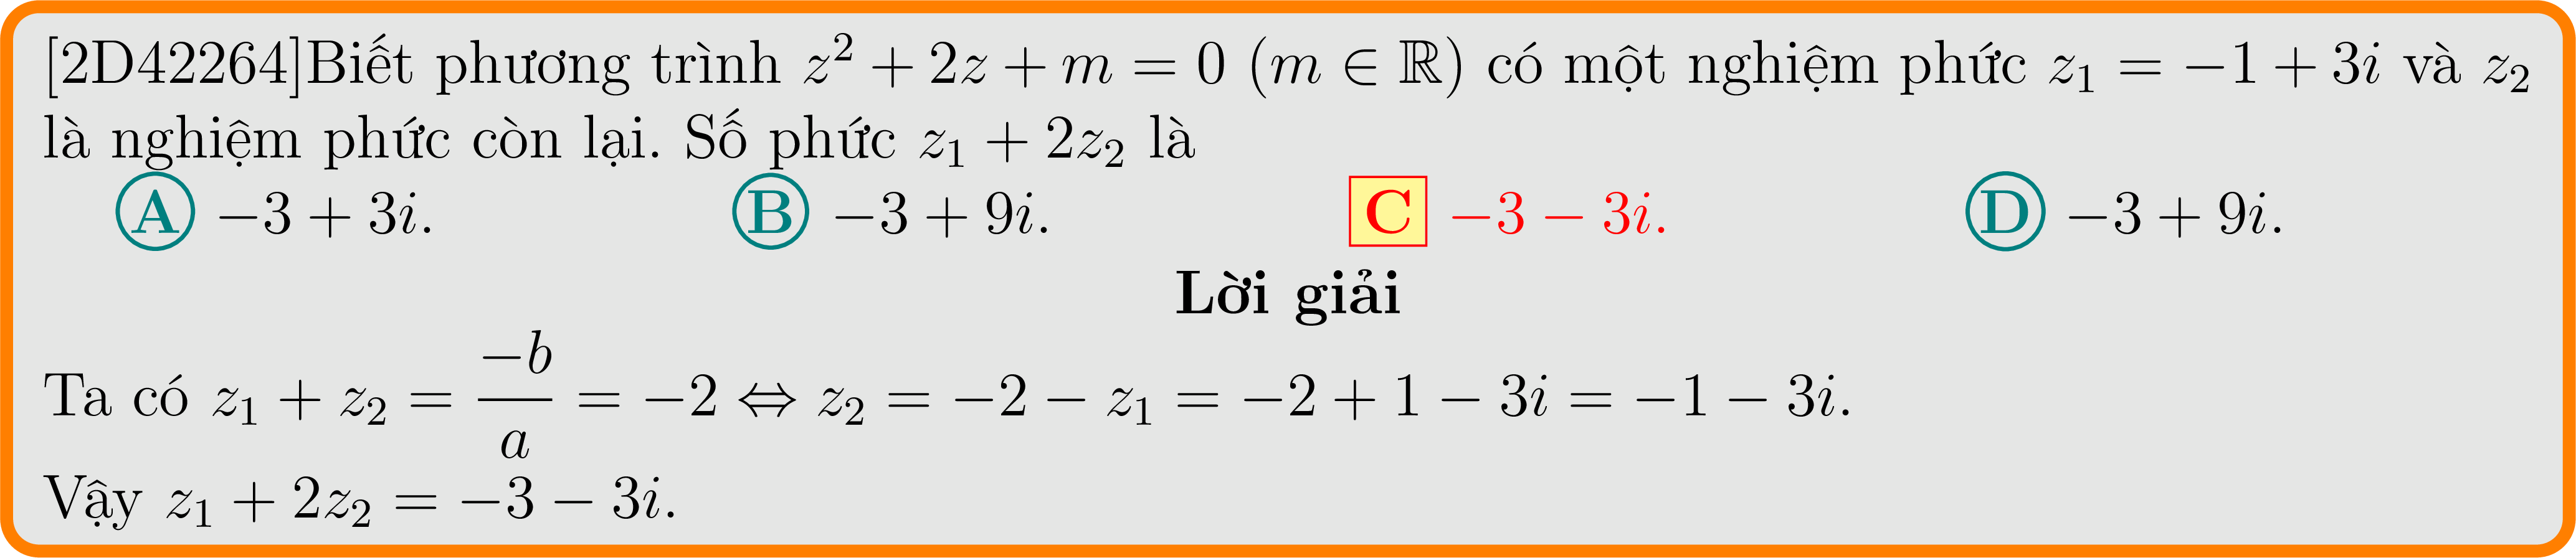 [2D42264]Biết phương trình $z^2 + 2z + m = 0$ $(m \in \mathbb{R})$ có một nghiệm phức $z_1 = -1 + 3i$ và $z_2$
là nghiệm phức còn lại. Số phức $z_1 + 2z_2$ là
A $-3 + 3i$. B $-3 + 9i$. C $-3 - 3i$. D $-3 + 9i$.
Lời giải
Ta có $z_1 + z_2 = \dfrac{-b}{a} = -2 \Leftrightarrow z_2 = -2 - z_1 = -2 + 1 - 3i = -1 - 3i$.
Vậy $z_1 + 2z_2 = -3 - 3i$.